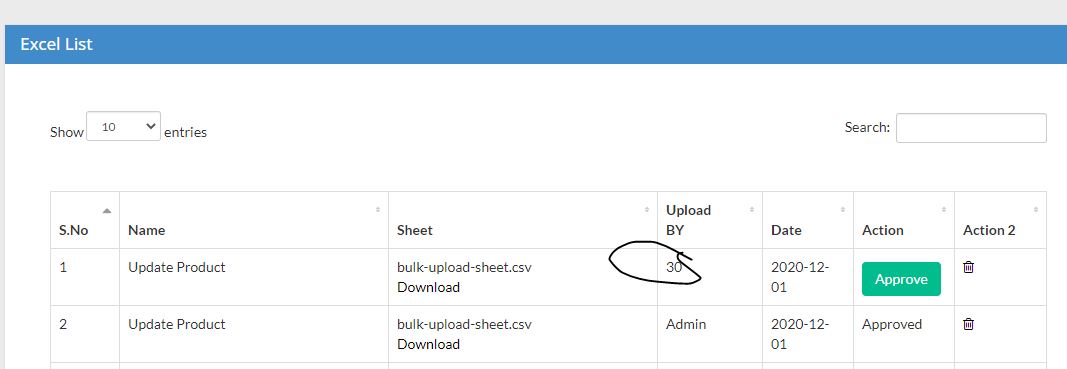 Excel List
Show 10 entries
Search:
S.No Name Sheet Upload BY Date Action Action 2
1 Update Product bulk-upload-sheet.csv Download 30 2020-12-01 Approve
2 Update Product bulk-upload-sheet.csv Download Admin 2020-12-01 Approved